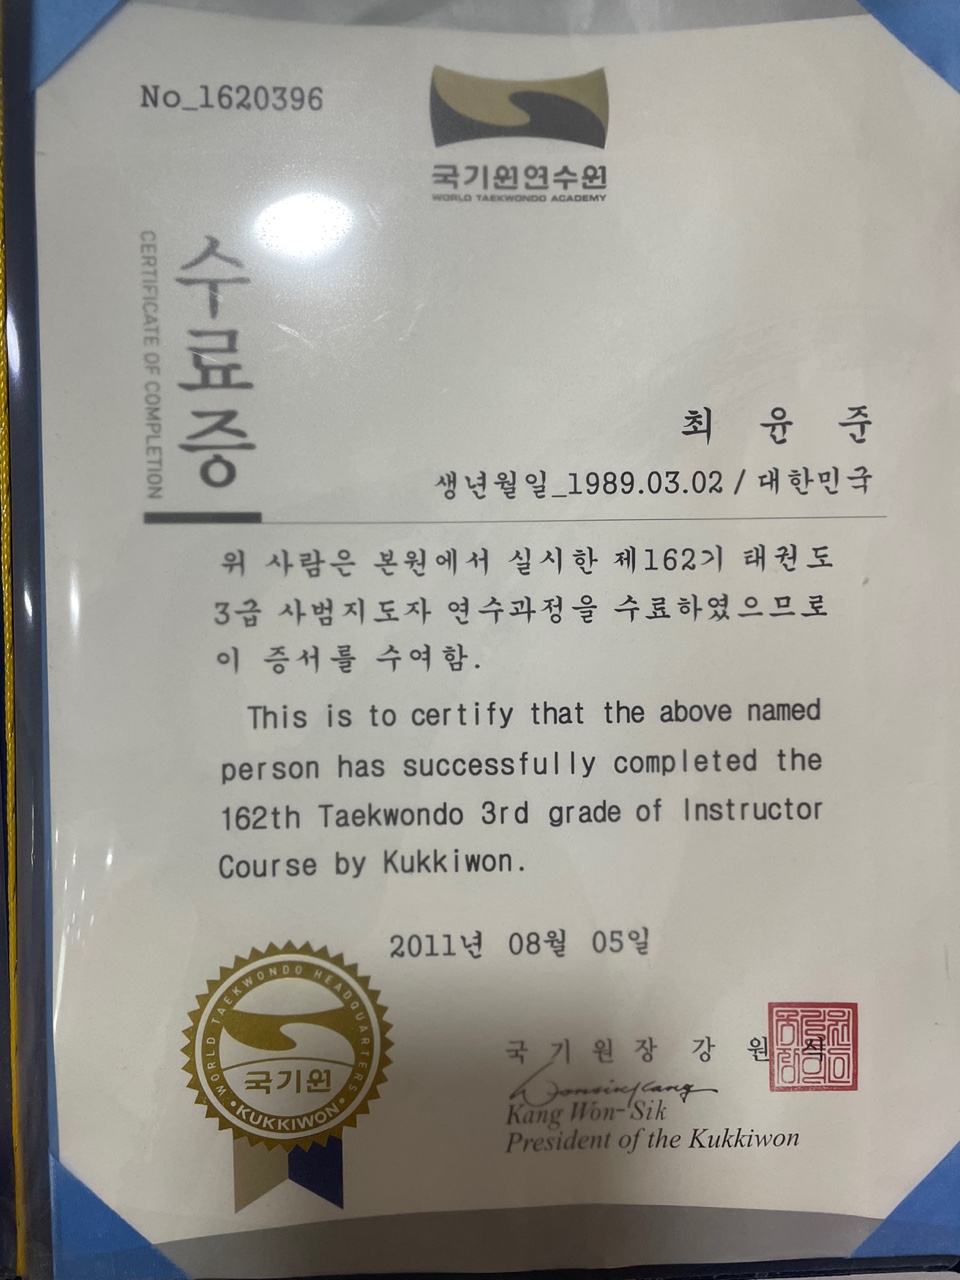 No_1620396
국기원연수원
WORLD TAEKWONDO ACADEMY
수료증
CERTIFICATE OF COMPLETION
최 윤 준
생년월일_1989.03.02 / 대한민국
위 사람은 본원에서 실시한 제162기 태권도
3급 사범지도자 연수과정을 수료하였으므로
이 증서를 수여함.
This is to certify that the above named
person has successfully completed the
162th Taekwondo 3rd grade of Instructor
Course by Kukkiwon.
2011년 08월 05일
WORLD TAEKWONDO HEADQUARTERS
국기원
•KUKKIWON•
국 기 원 장 강 원 식
Kang Won-Sik
President of the Kukkiwon